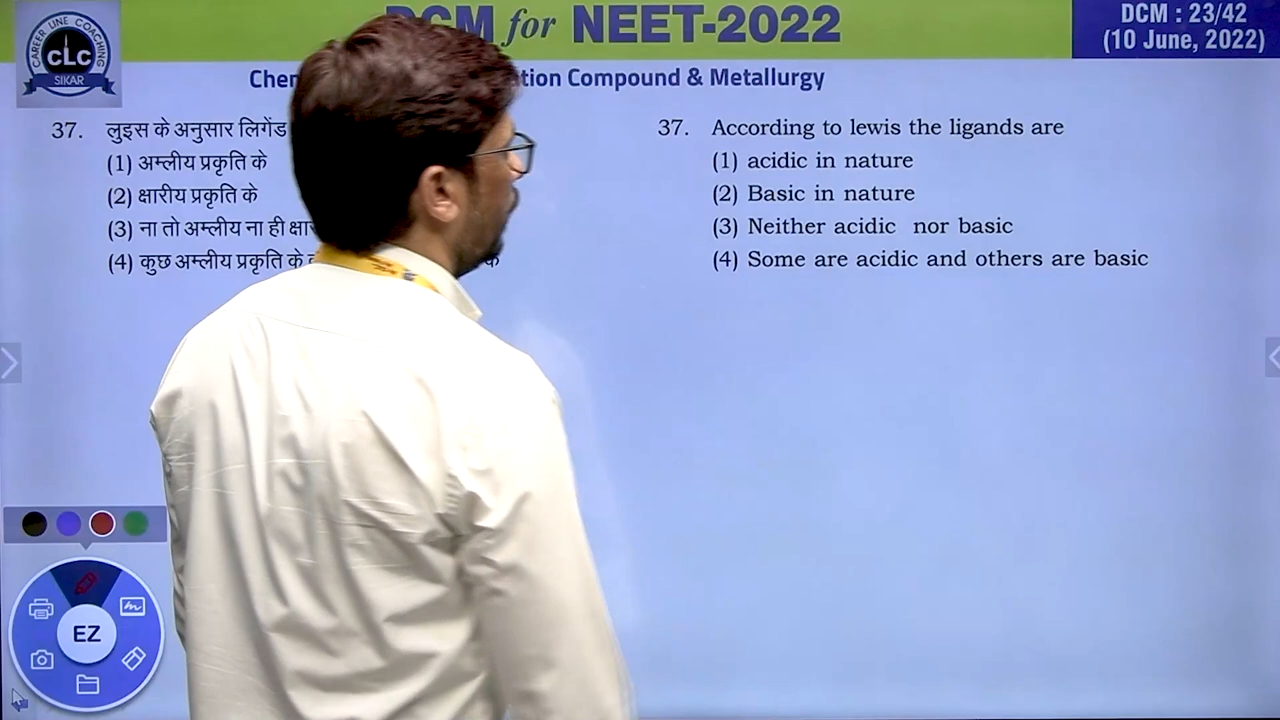 CAREER LINE COACHING
CLC
SIKAR
for NEET-2022
DCM : 23/42
(10 June, 2022)
Compound & Metallurgy
37. लुइस के अनुसार लिगेंड
(1) अम्लीय प्रकृति के
(2) क्षारीय प्रकृति के
(3) ना तो अम्लीय ना ही
(4) कुछ अम्लीय प्रकृति के
37. According to lewis the ligands are
(1) acidic in nature
(2) Basic in nature
(3) Neither acidic nor basic
(4) Some are acidic and others are basic
EZ